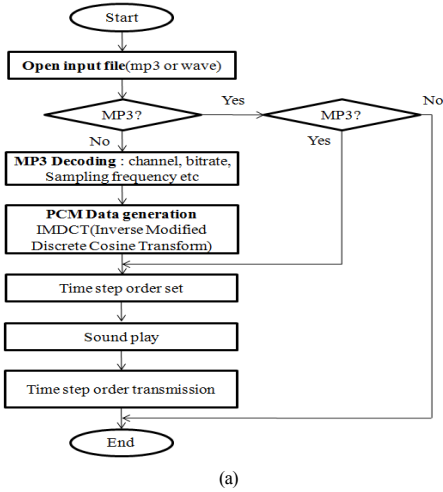 Start
Open input file(mp3 or wave)
MP3?
Yes
MP3?
No
No
Yes
MP3 Decoding : channel, bitrate,
Sampling frequency etc
PCM Data generation
IMDCT(Inverse Modified
Discrete Cosine Transform)
Time step order set
Sound play
Time step order transmission
End
(a)